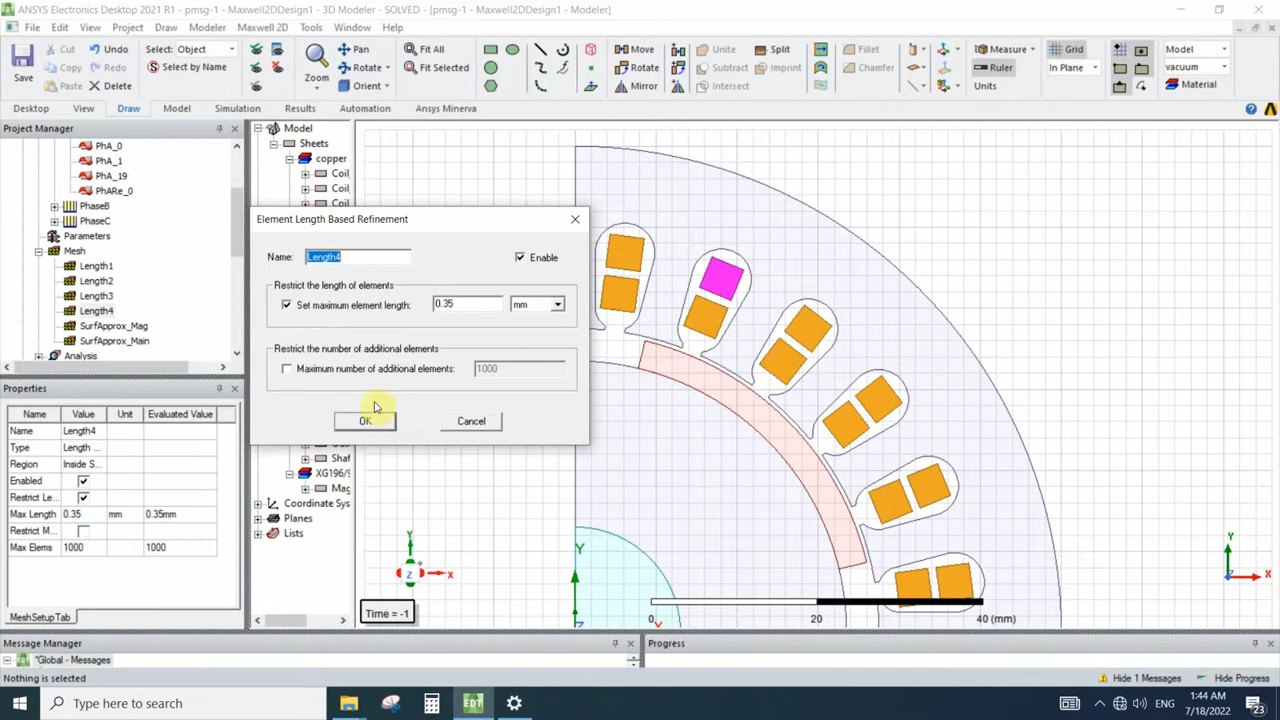 ANSYS Electronics Desktop 2021 R1 - pmsg-1 - Maxwell2DDesign1 - 3D Modeler - SOLVED - [pmsg-1 - Maxwell2DDesign1 - Modeler]
File Edit View Project Draw Modeler Maxwell 2D Tools Window Help
Save Cut Undo Select: Object Pan Fit All Move Unite Split Fillet Measure Grid Model
Copy Redo Select by Name Zoom Rotate Fit Selected Rotate Subtract Imprint Chamfer Ruler In Plane vacuum
Paste Delete Orient Mirror Intersect Units Material
Desktop View Draw Model Simulation Results Automation Ansys Minerva
Project Manager
PhA_0
PhA_1
PhA_19
PhARe_0
PhaseB
PhaseC
Parameters
Mesh
Length1
Length2
Length3
Length4
SurfApprox_Mag
SurfApprox_Main
Analysis
Model
Sheets
copper
Coil
Coil
Sha
XG196/9
Mag
Coordinate Sys
Planes
Lists
Element Length Based Refinement
Name: Length4 Enable
Restrict the length of elements
Set maximum element length: 0.35 mm
Restrict the number of additional elements
Maximum number of additional elements: 1000
OK Cancel
Properties
Name Value Unit Evaluated Value
Name Length4
Type Length ...
Region Inside S...
Enabled
Restrict Le...
Max Length 0.35 mm 0.35mm
Restrict M...
Max Elems 1000 1000
MeshSetupTab
Y
Z X
Time = -1
Y
Z
0 20 40 (mm)
Y
Z X
Message Manager
*Global - Messages
Progress
Nothing is selected
Hide 1 Messages Hide Progress
Type here to search
EDT
ENG
1:44 AM
7/18/2022
23